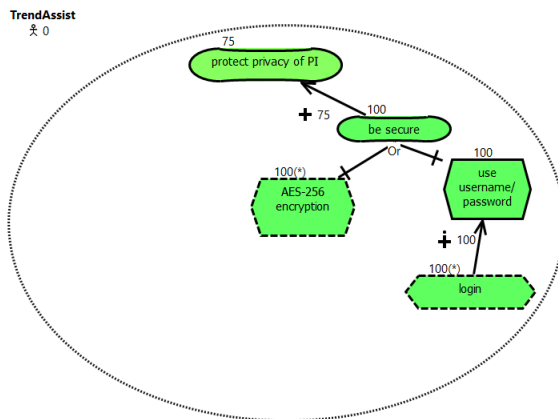 TrendAssist
0
75
protect privacy of PI
75
100
be secure
Or
100(*)
AES-256
encryption
100
use
username/
password
100
100(*)
login